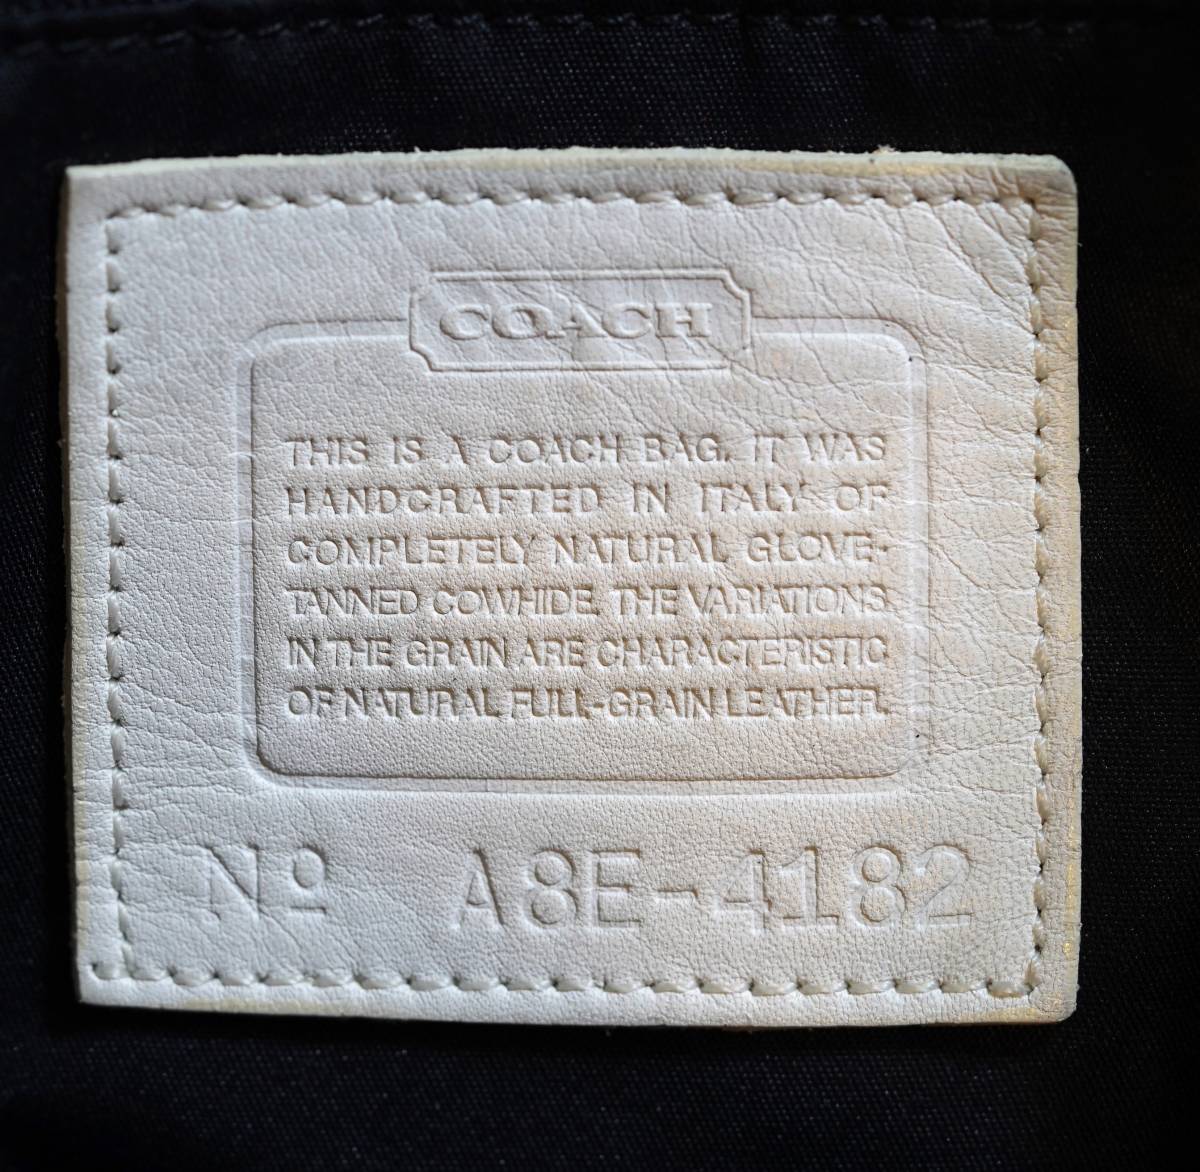 COACH
THIS IS A COACH BAG. IT WAS
HANDCRAFTED IN ITALY OF
COMPLETELY NATURAL GLOVE-
TANNED COWHIDE. THE VARIATIONS
IN THE GRAIN ARE CHARACTERISTIC
OF NATURAL FULL-GRAIN LEATHER.
Nº A8E-4182